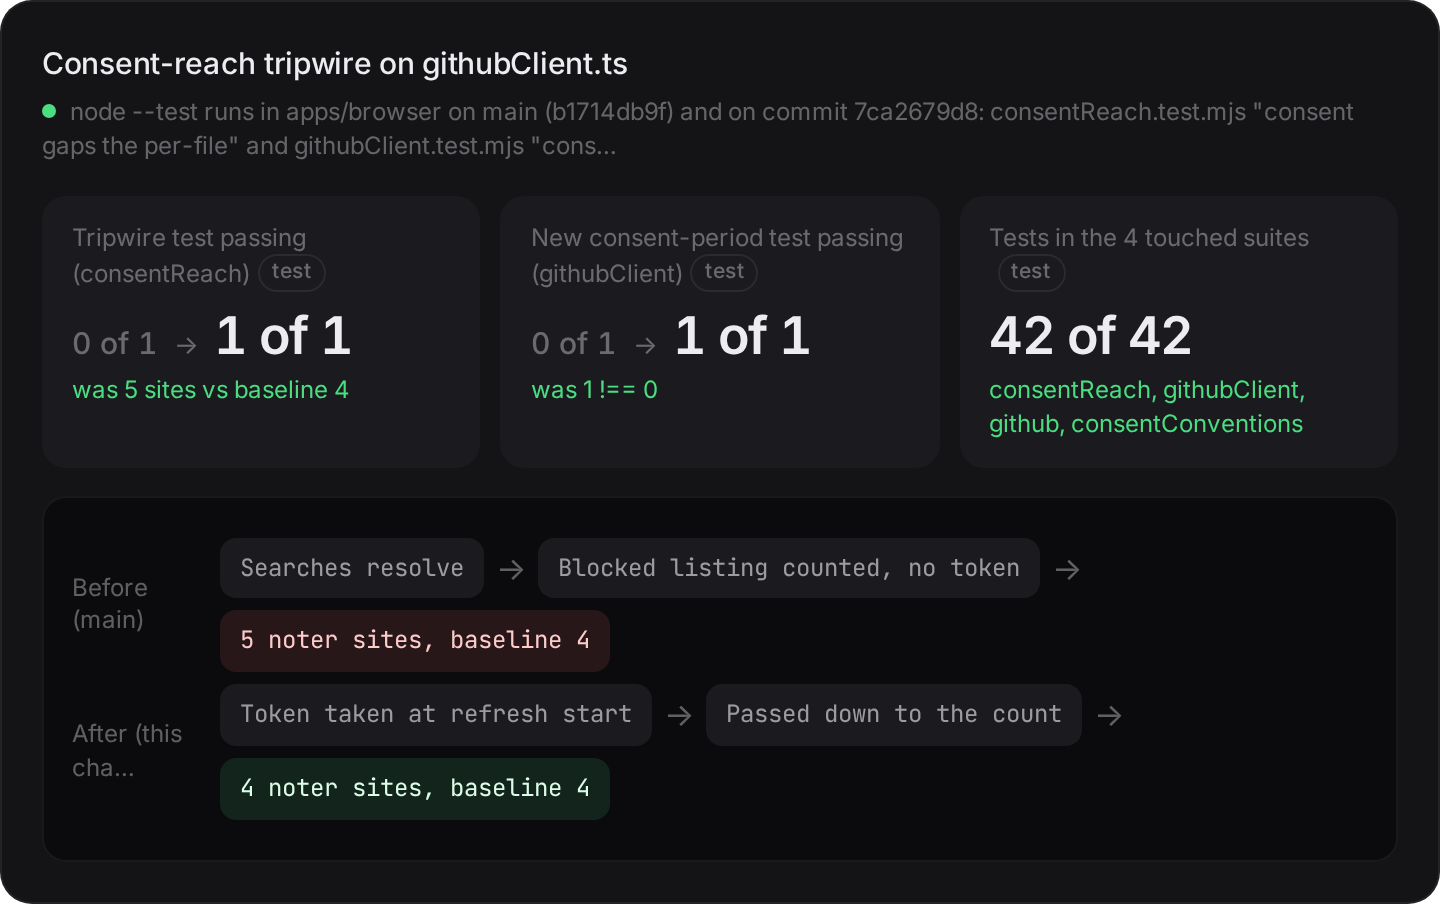 Consent-reach tripwire on githubClient.ts
node --test runs in apps/browser on main (b1714db9f) and on commit 7ca2679d8: consentReach.test.mjs "consent
gaps the per-file" and githubClient.test.mjs "cons...
Tripwire test passing
(consentReach) test
0 of 1 → 1 of 1
was 5 sites vs baseline 4
New consent-period test passing
(githubClient) test
0 of 1 → 1 of 1
was 1 !== 0
Tests in the 4 touched suites
test
42 of 42
consentReach, githubClient,
github, consentConventions
Before
(main)
Searches resolve → Blocked listing counted, no token →
5 noter sites, baseline 4
After (this
cha...
Token taken at refresh start → Passed down to the count →
4 noter sites, baseline 4